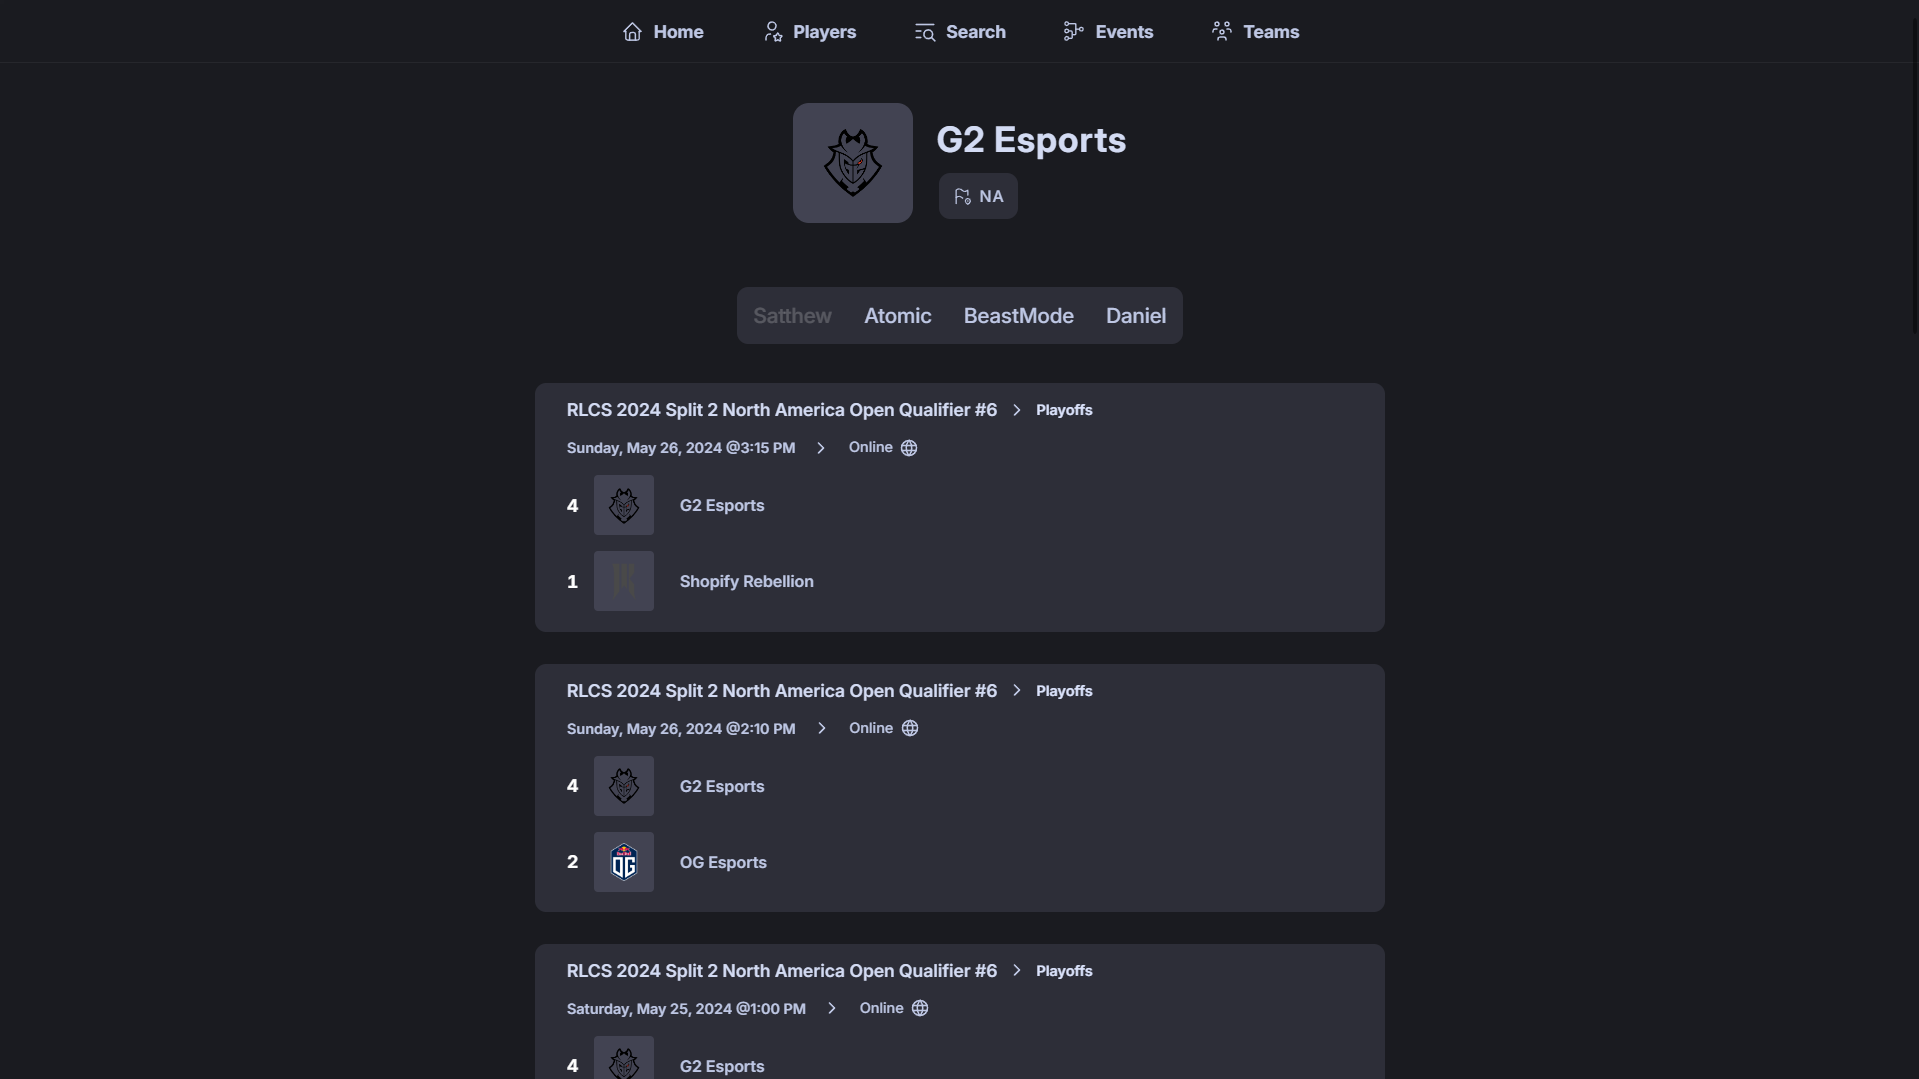 Home Players Search Events Teams
G2 Esports
NA
Satthew Atomic BeastMode Daniel
RLCS 2024 Split 2 North America Open Qualifier #6 Playoffs
Sunday, May 26, 2024 @3:15 PM Online
4 G2 Esports
1 Shopify Rebellion
RLCS 2024 Split 2 North America Open Qualifier #6 Playoffs
Sunday, May 26, 2024 @2:10 PM Online
4 G2 Esports
2 OG OG Esports
RLCS 2024 Split 2 North America Open Qualifier #6 Playoffs
Saturday, May 25, 2024 @1:00 PM Online
4 G2 Esports